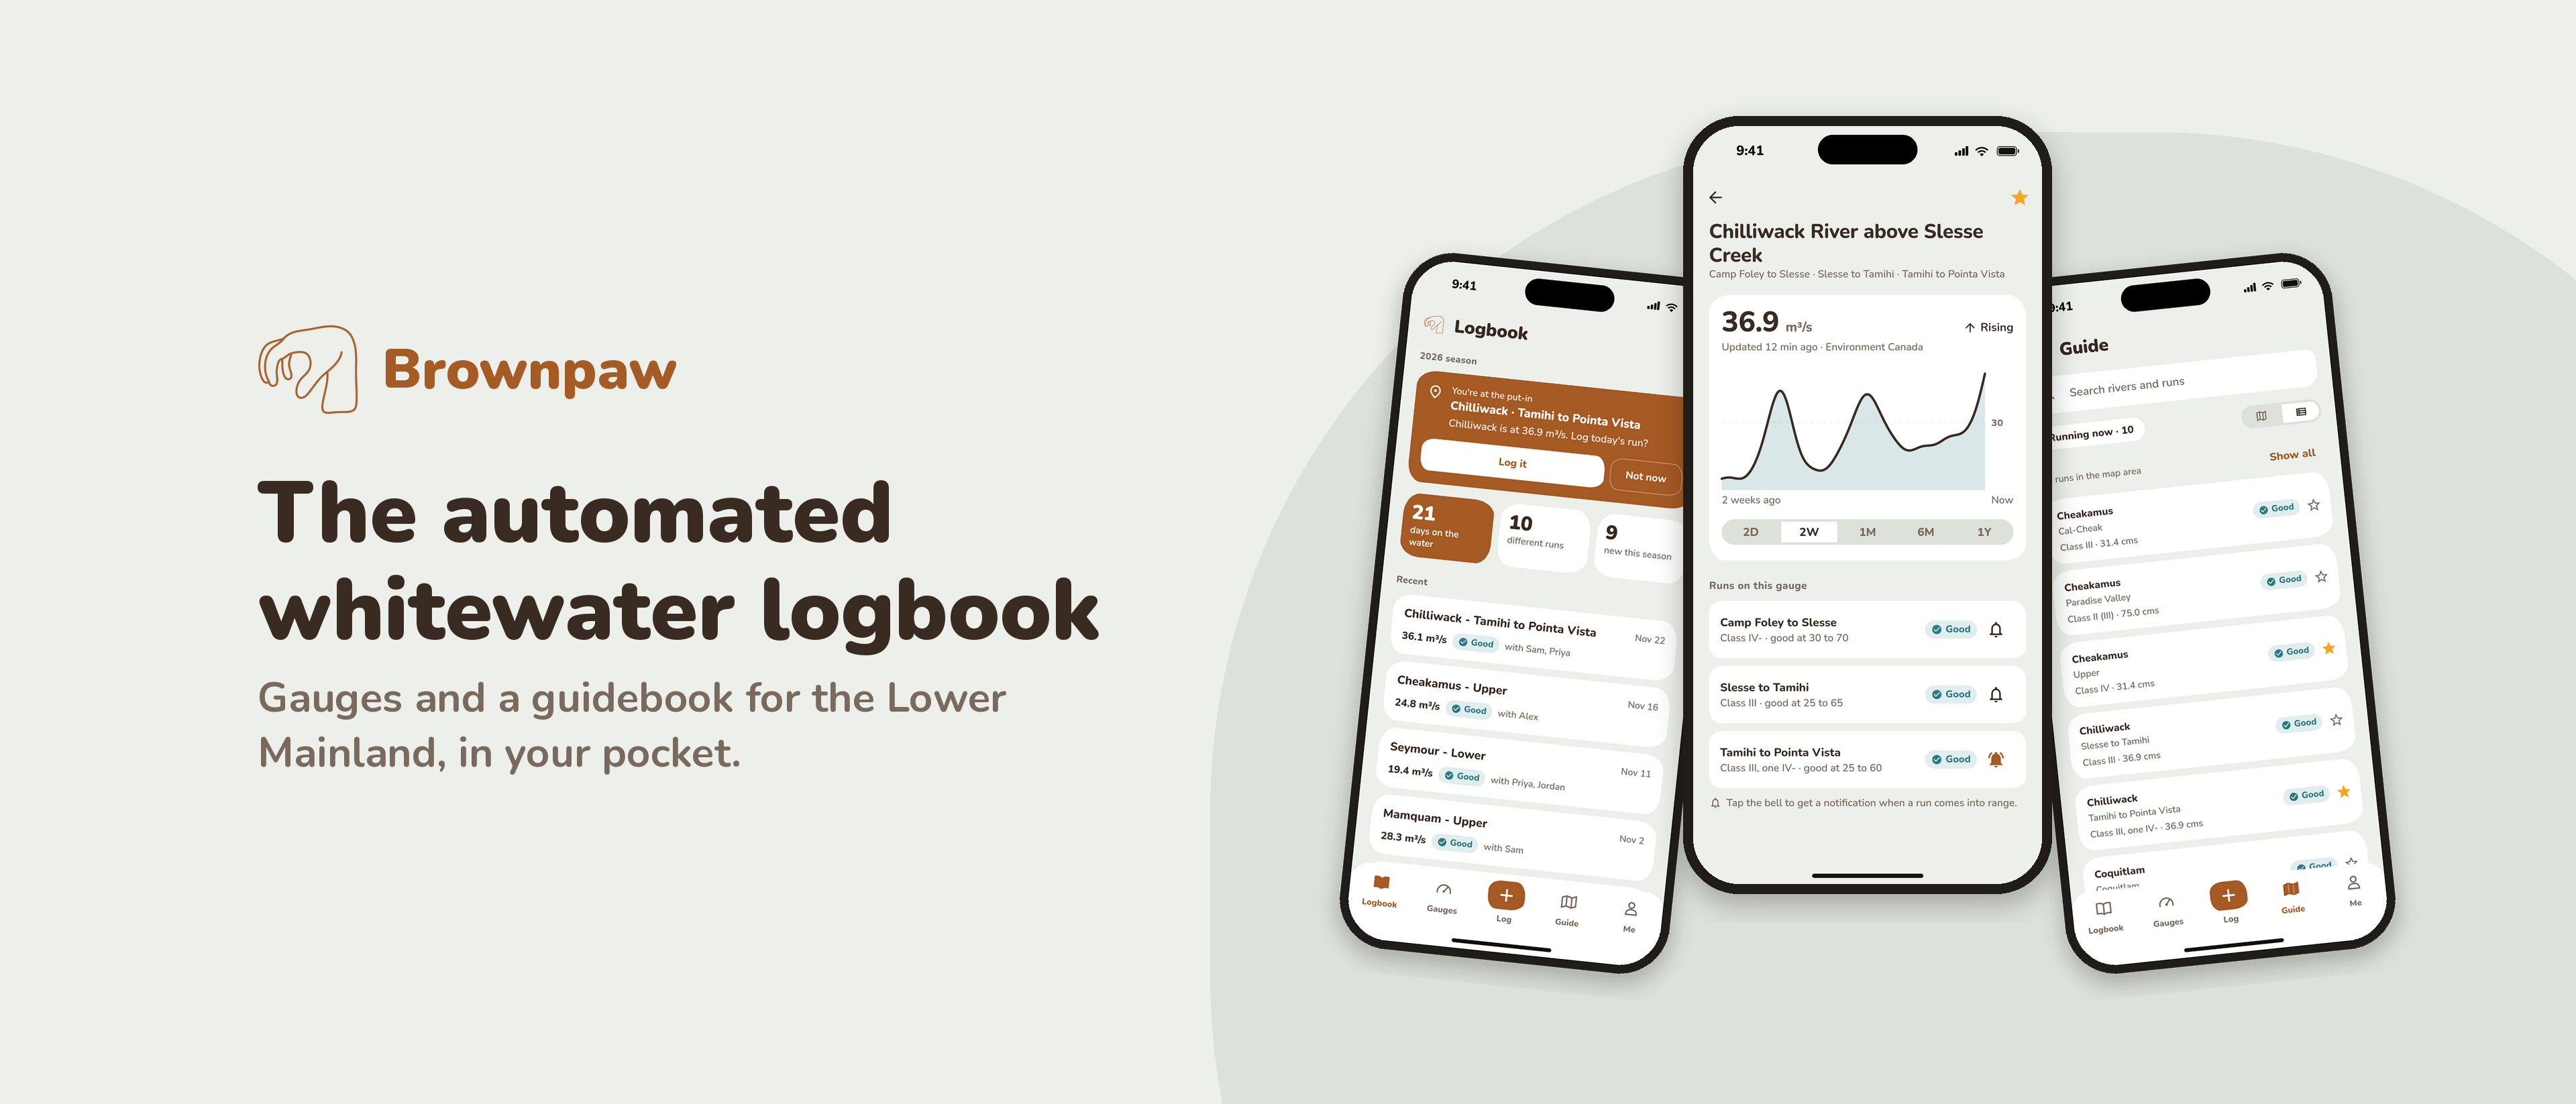 Brownpaw
The automated
whitewater logbook
Gauges and a guidebook for the Lower
Mainland, in your pocket.
9:41
Logbook
2026 season
You're at the put-in
Chilliwack · Tamihi to Pointa Vista
Chilliwack is at 36.9 m³/s. Log today's run?
Log it
Not now
21
days on the
water
10
different runs
9
new this season
Recent
Chilliwack - Tamihi to Pointa Vista
Nov 22
36.1 m³/s Good with Sam, Priya
Cheakamus - Upper
Nov 16
24.8 m³/s Good with Alex
Seymour - Lower
Nov 11
19.4 m³/s Good with Priya, Jordan
Mamquam - Upper
Nov 2
28.3 m³/s Good with Sam
Logbook
Gauges
Log
Guide
Me
9:41
Chilliwack River above Slesse
Creek
Camp Foley to Slesse · Slesse to Tamihi · Tamihi to Pointa Vista
36.9 m³/s
Rising
Updated 12 min ago · Environment Canada
30
2 weeks ago
Now
2D 2W 1M 6M 1Y
Runs on this gauge
Camp Foley to Slesse
Class IV- · good at 30 to 70
Good
Slesse to Tamihi
Class III · good at 25 to 65
Good
Tamihi to Pointa Vista
Class III, one IV- · good at 25 to 60
Good
Tap the bell to get a notification when a run comes into range.
9:41
Guide
Search rivers and runs
Running now · 10
runs in the map area
Show all
Cheakamus
Cal-Cheak
Class III · 31.4 cms
Good
Cheakamus
Paradise Valley
Class II (III) · 75.0 cms
Good
Cheakamus
Upper
Class IV · 31.4 cms
Good
Chilliwack
Slesse to Tamihi
Class III · 36.9 cms
Good
Chilliwack
Tamihi to Pointa Vista
Class III, one IV- · 36.9 cms
Good
Coquitlam
Coquitlam
Good
Logbook
Gauges
Log
Guide
Me